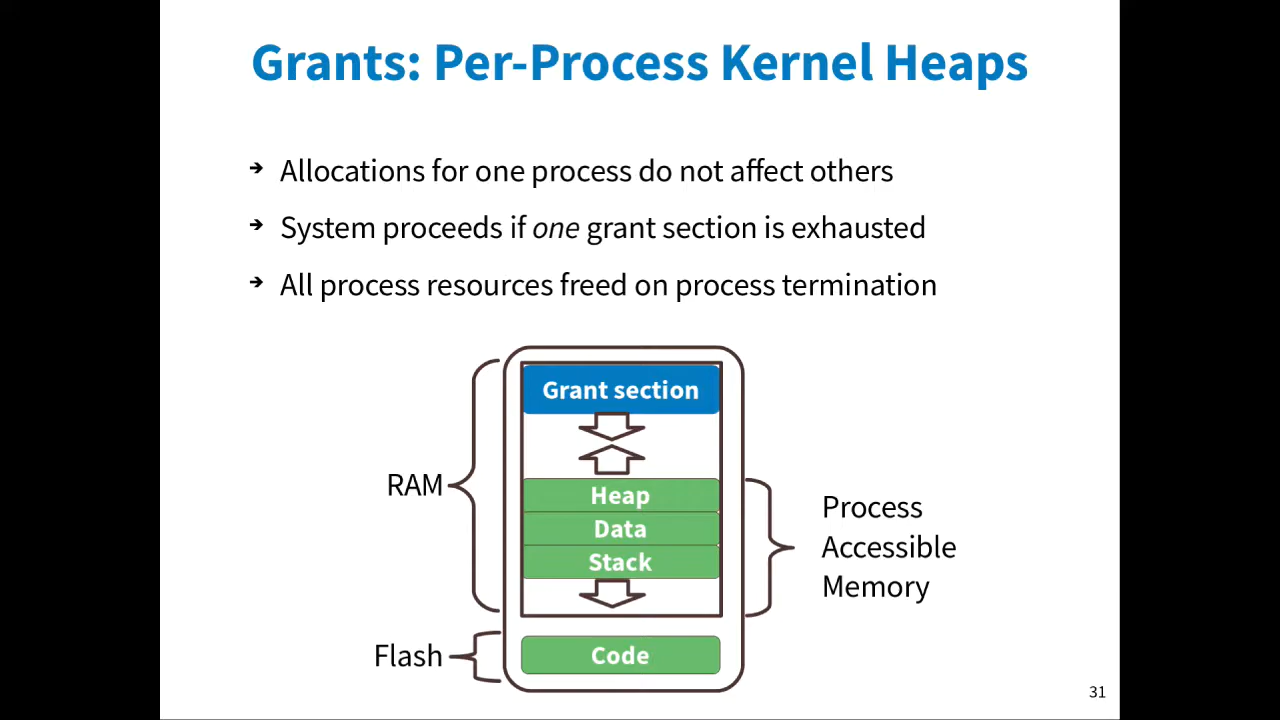 Grants: Per-Process Kernel Heaps
➔ Allocations for one process do not affect others
➔ System proceeds if one grant section is exhausted
➔ All process resources freed on process termination
Grant section
RAM
Heap
Data
Stack
Process
Accessible
Memory
Flash
Code
31